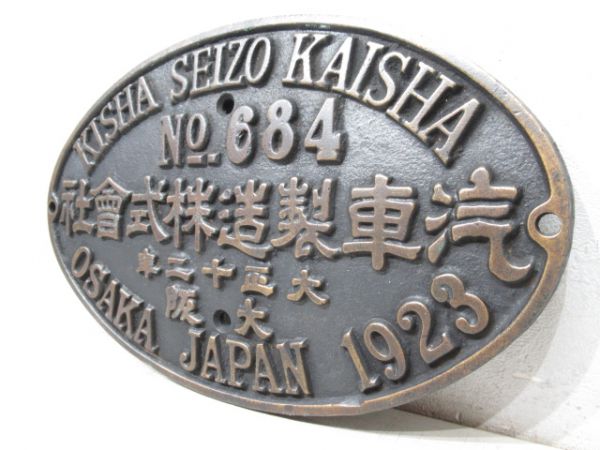 KISHA SEIZO KAISHA
No. 684
汽車製造株式會社
大正十二年
大阪
OSAKA JAPAN 1923